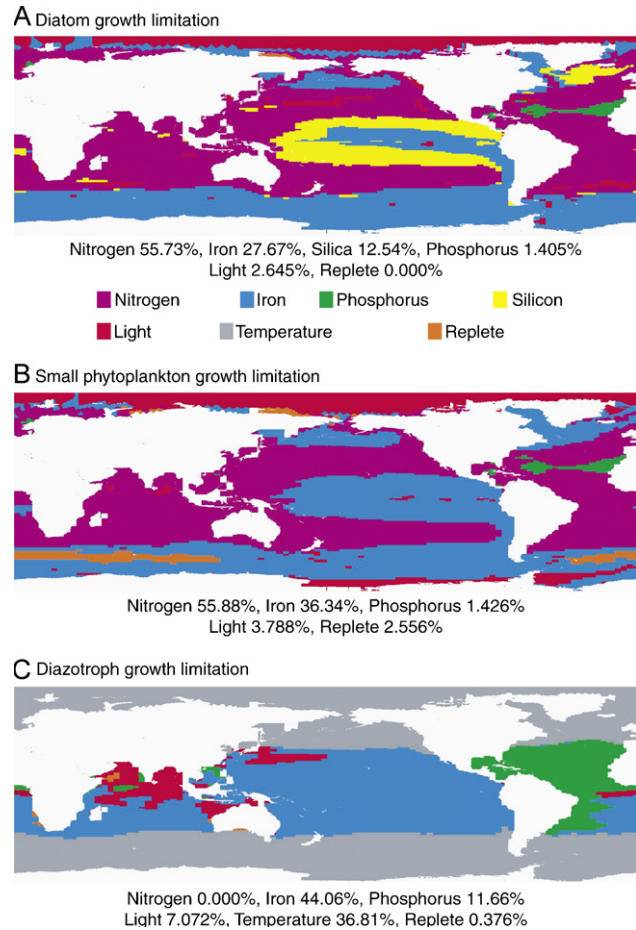 A Diatom growth limitation
Nitrogen 55.73%, Iron 27.67%, Silica 12.54%, Phosphorus 1.405%
Light 2.645%, Replete 0.000%
Nitrogen Iron Phosphorus Silicon
Light Temperature Replete
B Small phytoplankton growth limitation
Nitrogen 55.88%, Iron 36.34%, Phosphorus 1.426%
Light 3.788%, Replete 2.556%
C Diazotroph growth limitation
Nitrogen 0.000%, Iron 44.06%, Phosphorus 11.66%
Light 7.072%, Temperature 36.81%, Replete 0.376%